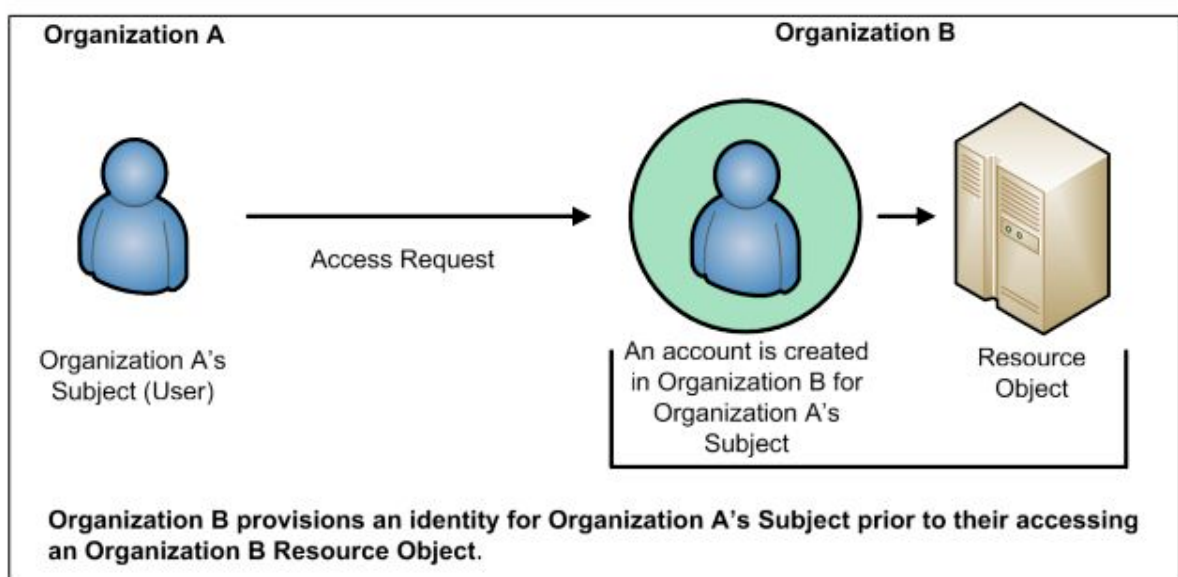 Organization A
Organization B
Access Request
Organization A's
Subject (User)
An account is created
in Organization B for
Organization A's
Subject
Resource
Object
Organization B provisions an identity for Organization A's Subject prior to their accessing
an Organization B Resource Object.